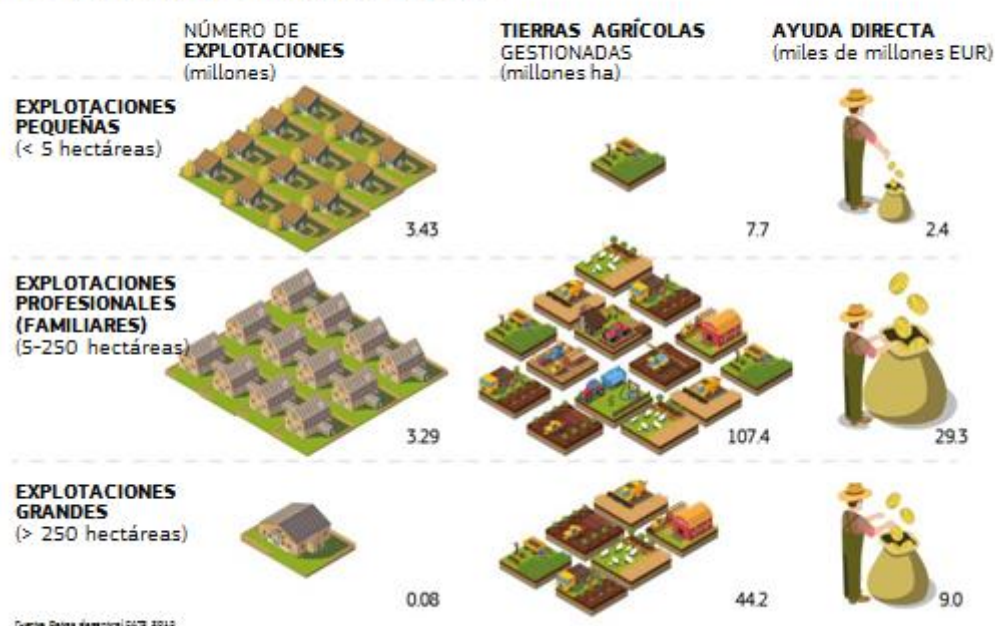 NÚMERO DE
EXPLOTACIONES
(millones)
TIERRAS AGRÍCOLAS
GESTIONADAS
(millones ha)
AYUDA DIRECTA
(miles de millones EUR)
EXPLOTACIONES
PEQUEÑAS
(< 5 hectáreas)
3.43
7.7
2.4
EXPLOTACIONES
PROFESIONALES
(FAMILIARES)
(5-250 hectáreas)
3.29
107.4
29.3
EXPLOTACIONES
GRANDES
(> 250 hectáreas)
0.08
44.2
9.0